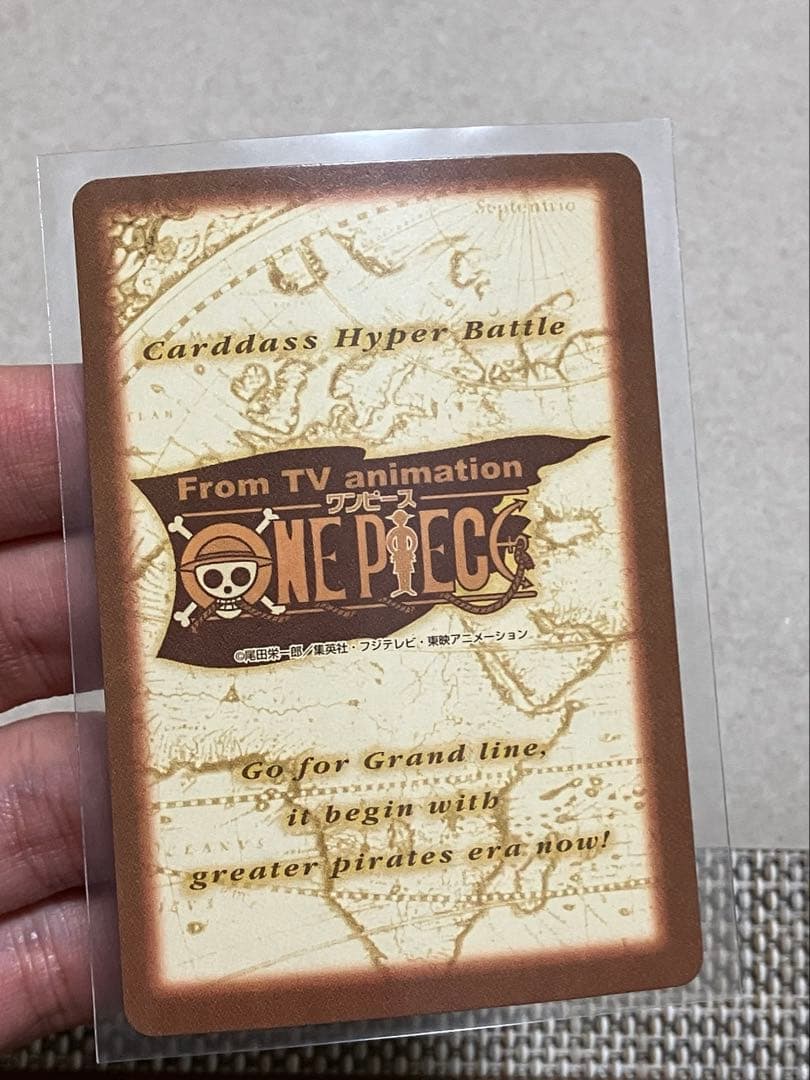 Septentrio
Carddass Hyper Battle
From TV animation
ワンピース
ONE PIECE
©尾田栄一郎／集英社・フジテレビ・東映アニメーション
Go for Grand line,
it begin with
greater pirates era now!